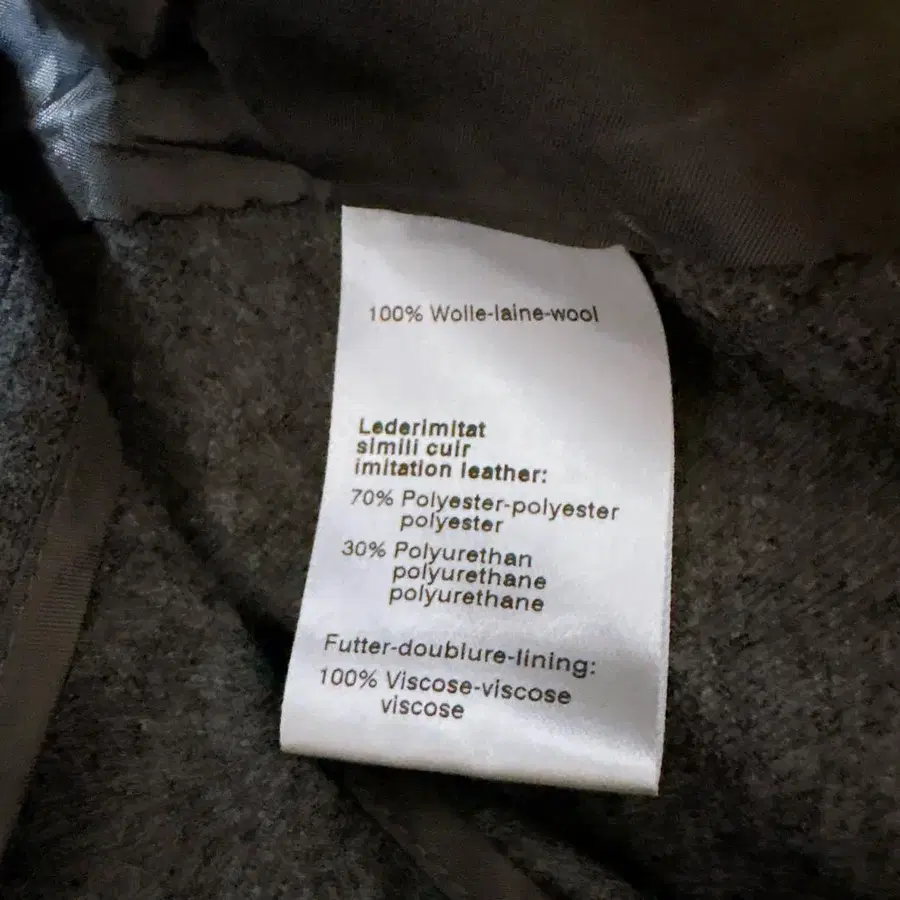 100% Wolle-laine-wool
Lederimitat
simili cuir
imitation leather:
70% Polyester-polyester
polyester
30% Polyurethan
polyurethane
polyurethane
Futter-doublure-lining:
100% Viscose-viscose
viscose